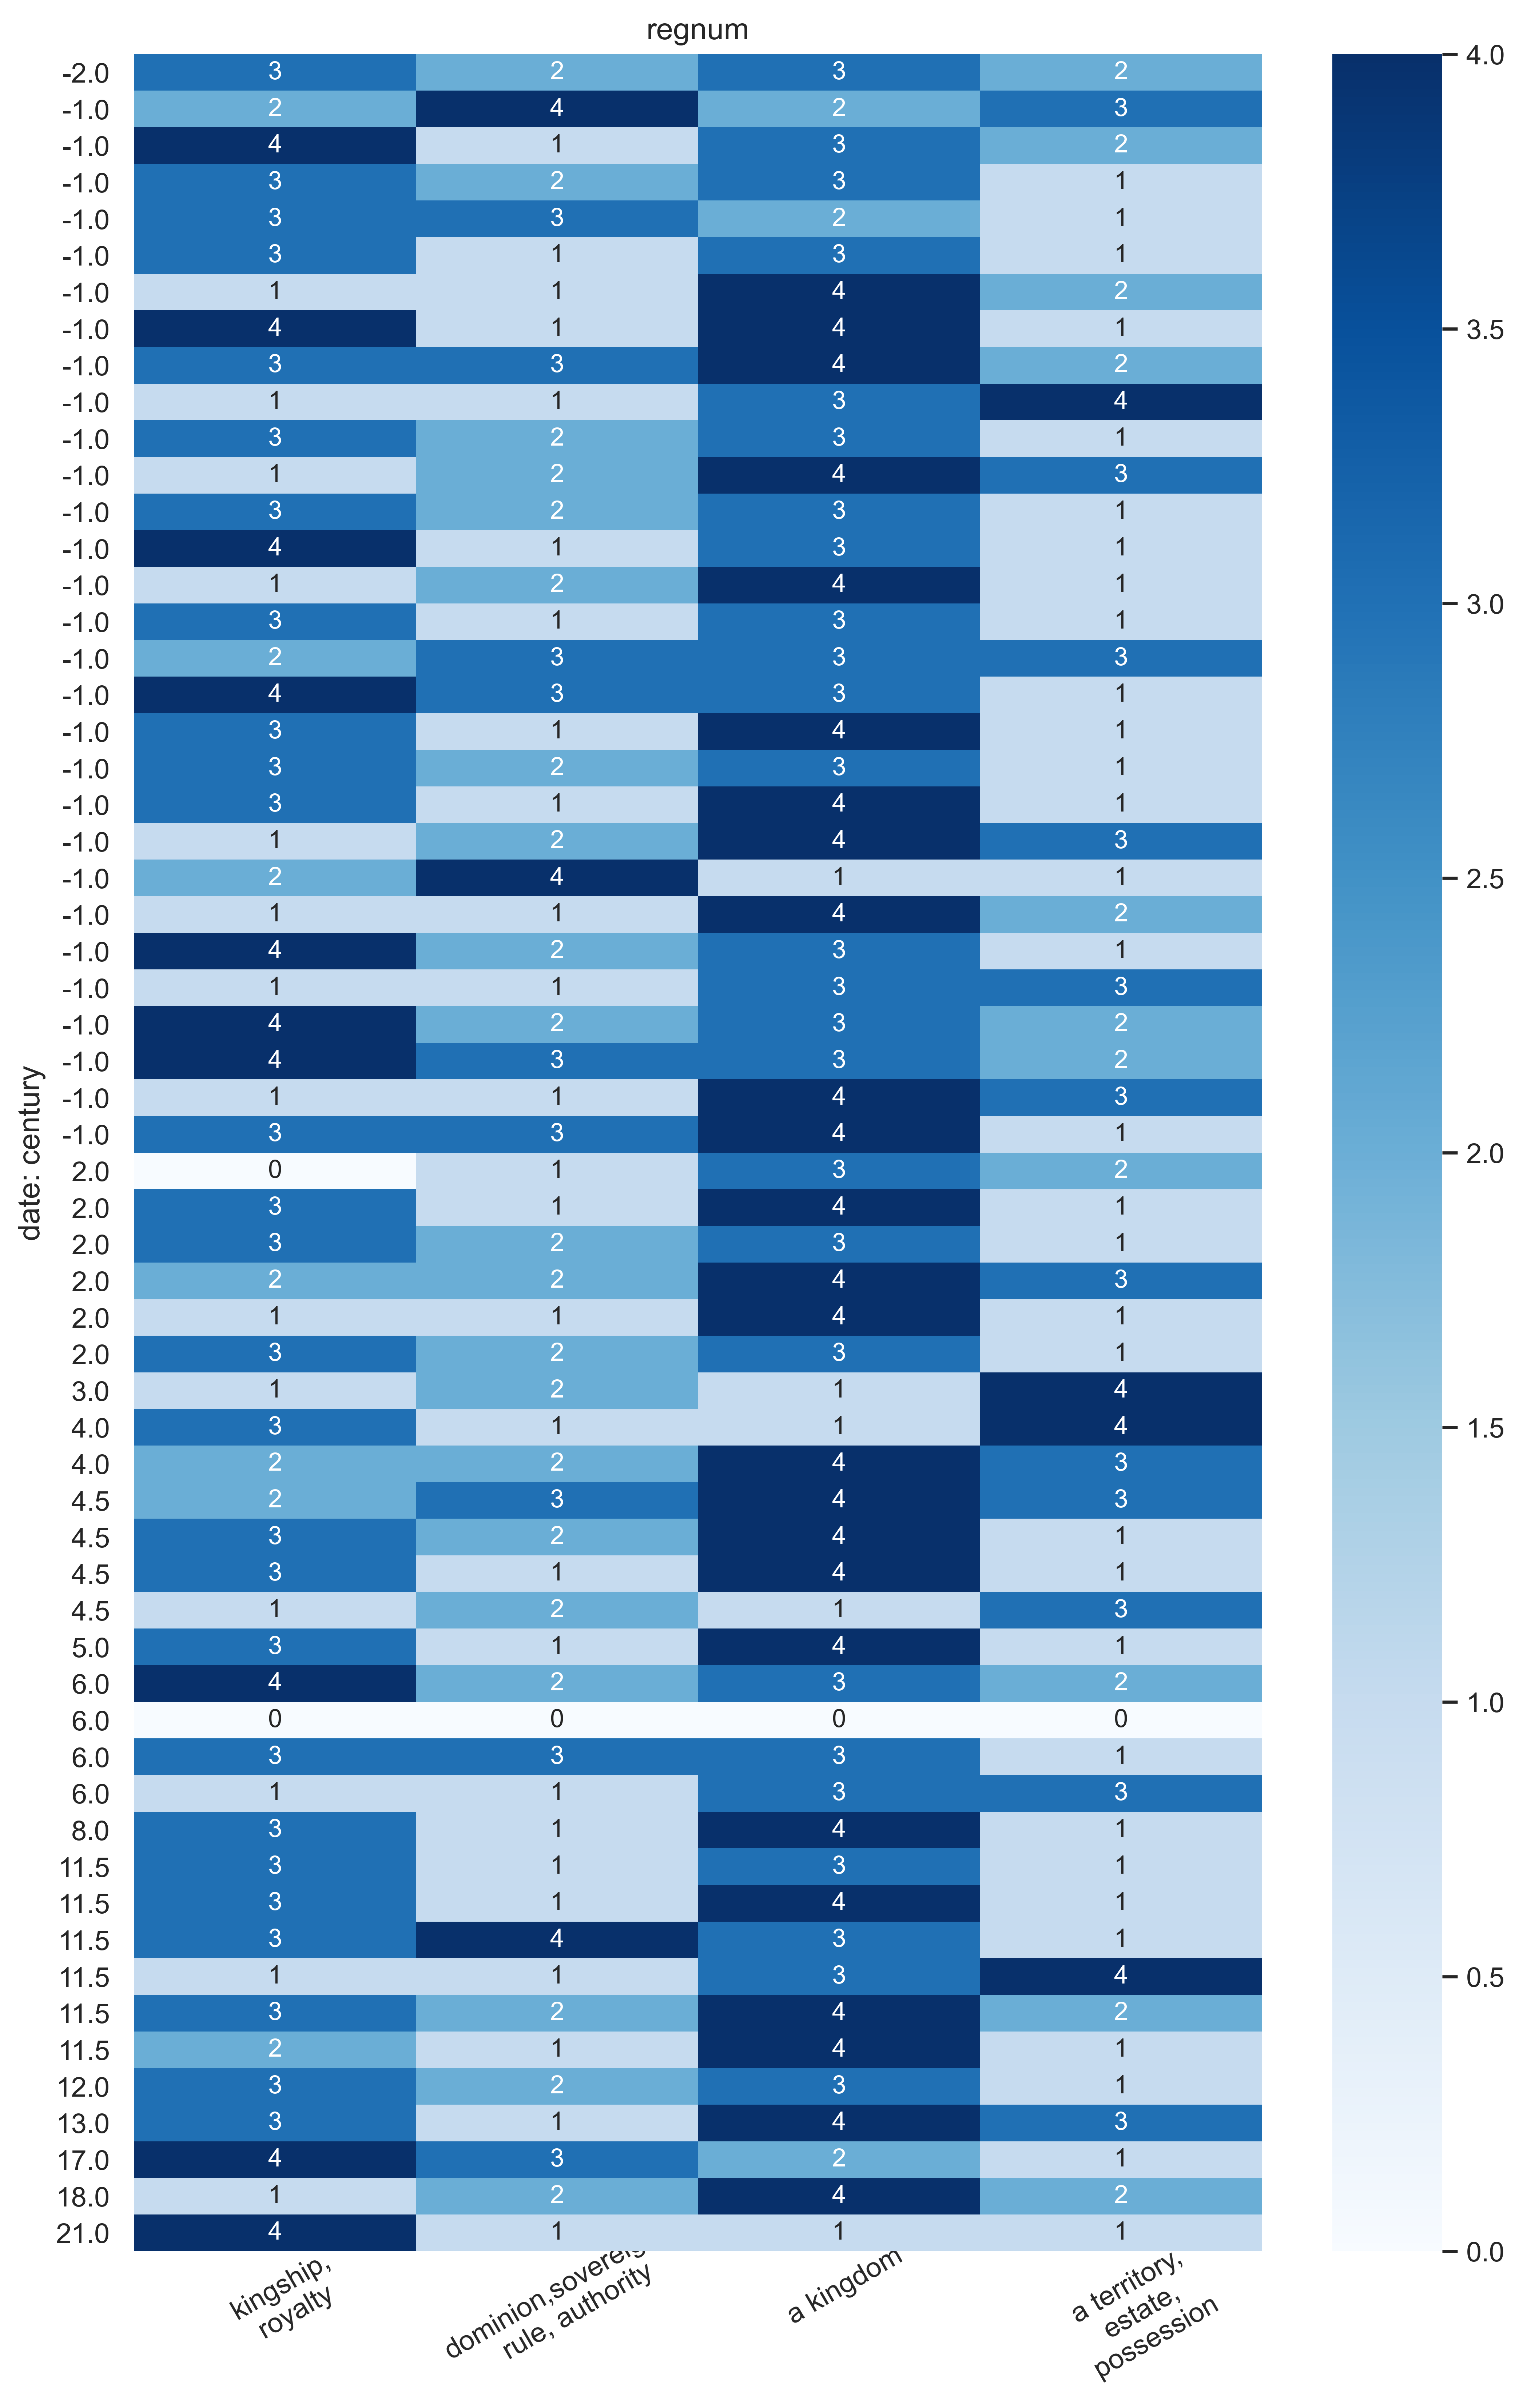 regnum
-2.0 3 2 3 2
-1.0 2 4 2 3
-1.0 4 1 3 2
-1.0 3 2 3 1
-1.0 3 3 2 1
-1.0 3 1 3 1
-1.0 1 1 4 2
-1.0 4 1 4 1
-1.0 3 3 4 2
-1.0 1 1 3 4
-1.0 3 2 3 1
-1.0 1 2 4 3
-1.0 3 2 3 1
-1.0 4 1 3 1
-1.0 1 2 4 1
-1.0 3 1 3 1
-1.0 2 3 3 3
-1.0 4 3 3 1
-1.0 3 1 4 1
-1.0 3 2 3 1
-1.0 3 1 4 1
-1.0 1 2 4 3
-1.0 2 4 1 1
-1.0 1 1 4 2
-1.0 4 2 3 1
-1.0 1 1 3 3
-1.0 4 2 3 2
-1.0 4 3 3 2
-1.0 1 1 4 3
-1.0 3 3 4 1
2.0 0 1 3 2
2.0 3 1 4 1
2.0 3 2 3 1
2.0 2 2 4 3
2.0 1 1 4 1
2.0 3 2 3 1
3.0 1 2 1 4
4.0 3 1 1 4
4.0 2 2 4 3
4.5 2 3 4 3
4.5 3 2 4 1
4.5 3 1 4 1
4.5 1 2 1 3
5.0 3 1 4 1
6.0 4 2 3 2
6.0 0 0 0 0
6.0 3 3 3 1
6.0 1 1 3 3
8.0 3 1 4 1
11.5 3 1 3 1
11.5 3 1 4 1
11.5 3 4 3 1
11.5 1 1 3 4
11.5 3 2 4 2
11.5 2 1 4 1
12.0 3 2 3 1
13.0 3 1 4 3
17.0 4 3 2 1
18.0 1 2 4 2
21.0 4 1 1 1
date: century
kingship,
royalty
dominion,sovereig
rule, authority
a kingdom
a territory,
estate,
possession
4.0
3.5
3.0
2.5
2.0
1.5
1.0
0.5
0.0